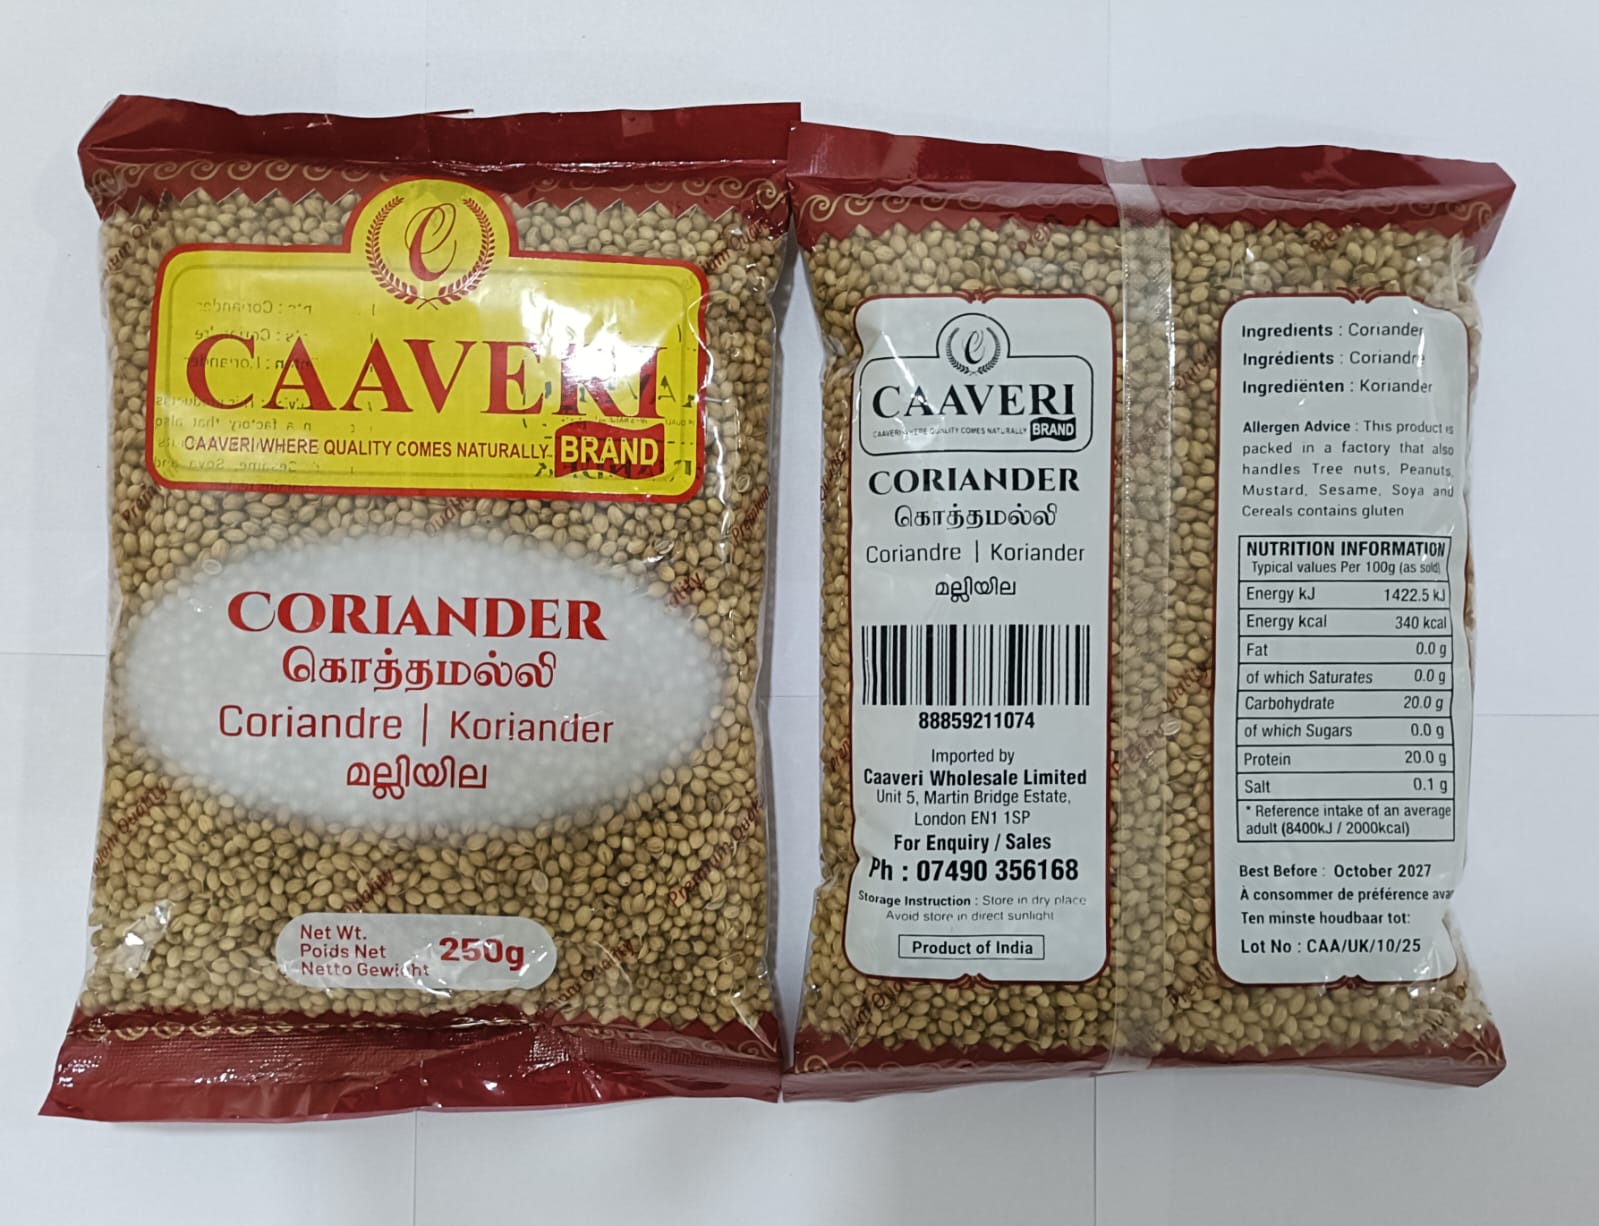 C
CAAVERI
CAAVERI WHERE QUALITY COMES NATURALLY BRAND
CORIANDER
கொத்தமல்லி
Coriandre | Koriander
മല്ലിയില
Net Wt.
Poids Net
Netto Gewicht
250g
C
CAAVERI
CAAVERI WHERE QUALITY COMES NATURALLY BRAND
CORIANDER
கொத்தமல்லி
Coriandre | Koriander
മല്ലിയില
88859211074
Imported by
Caaveri Wholesale Limited
Unit 5, Martin Bridge Estate,
London EN1 1SP
For Enquiry / Sales
Ph : 07490 356168
Storage Instruction : Store in dry place
Avoid store in direct sunlight
Product of India
Ingredients : Coriander
Ingrédients : Coriandre
Ingrediënten : Koriander
Allergen Advice : This product is
packed in a factory that also
handles Tree nuts, Peanuts,
Mustard, Sesame, Soya and
Cereals contains gluten
NUTRITION INFORMATION
Typical values Per 100g (as sold)
Energy kJ 1422.5 kJ
Energy kcal 340 kcal
Fat 0.0 g
of which Saturates 0.0 g
Carbohydrate 20.0 g
of which Sugars 0.0 g
Protein 20.0 g
Salt 0.1 g
* Reference intake of an average
adult (8400kJ / 2000kcal)
Best Before : October 2027
À consommer de préférence
Ten minste houdbaar tot:
Lot No : CAA/UK/10/25
Premium Quality